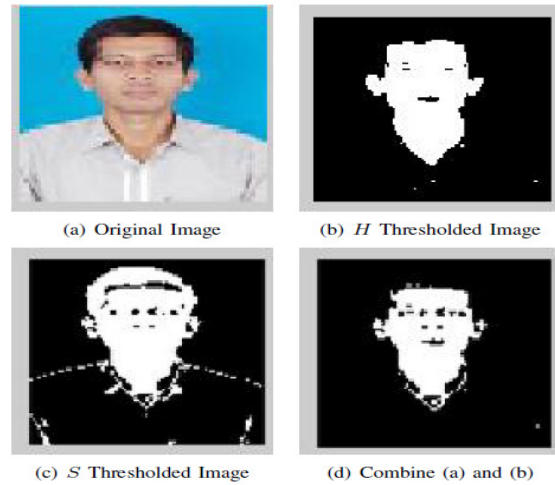 (a) Original Image
(b) H Thresholded Image
(c) S Thresholded Image
(d) Combine (a) and (b)